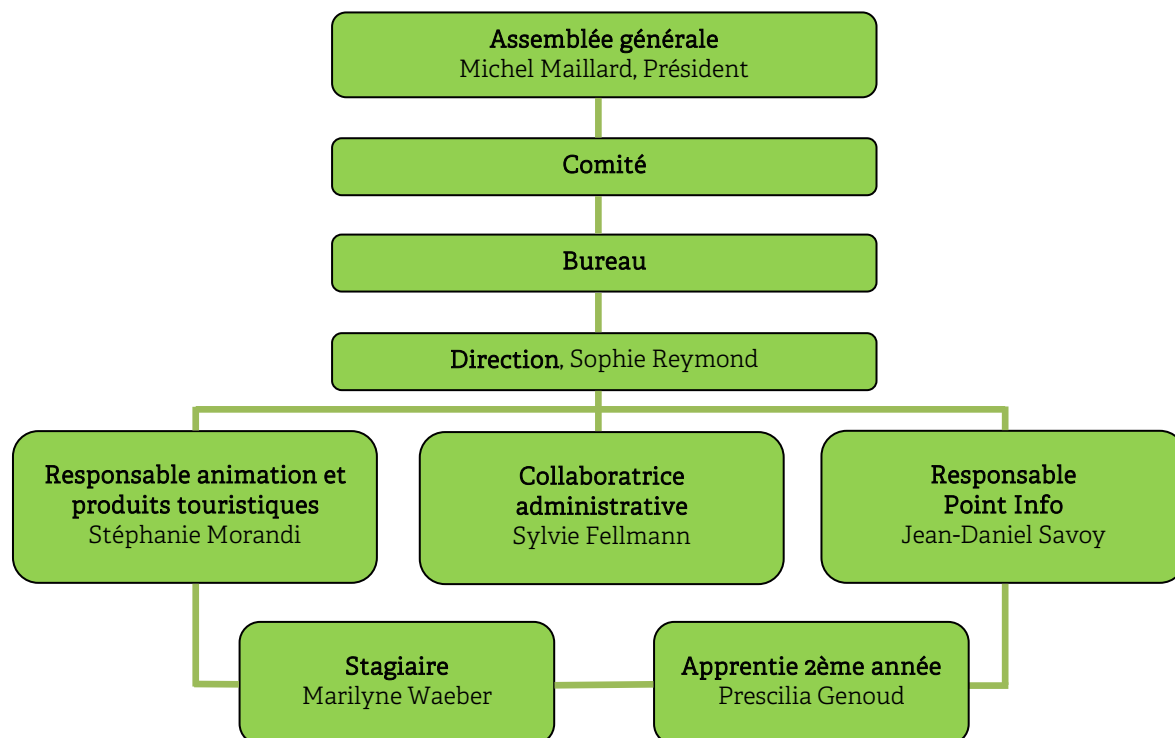 Assemblée générale
Michel Maillard, Président
Comité
Bureau
Direction, Sophie Reymond
Responsable animation et
produits touristiques
Stéphanie Morandi
Collaboratrice
administrative
Sylvie Fellmann
Responsable
Point Info
Jean-Daniel Savoy
Stagiaire
Marilyne Waeber
Apprentie 2ème année
Prescilia Genoud